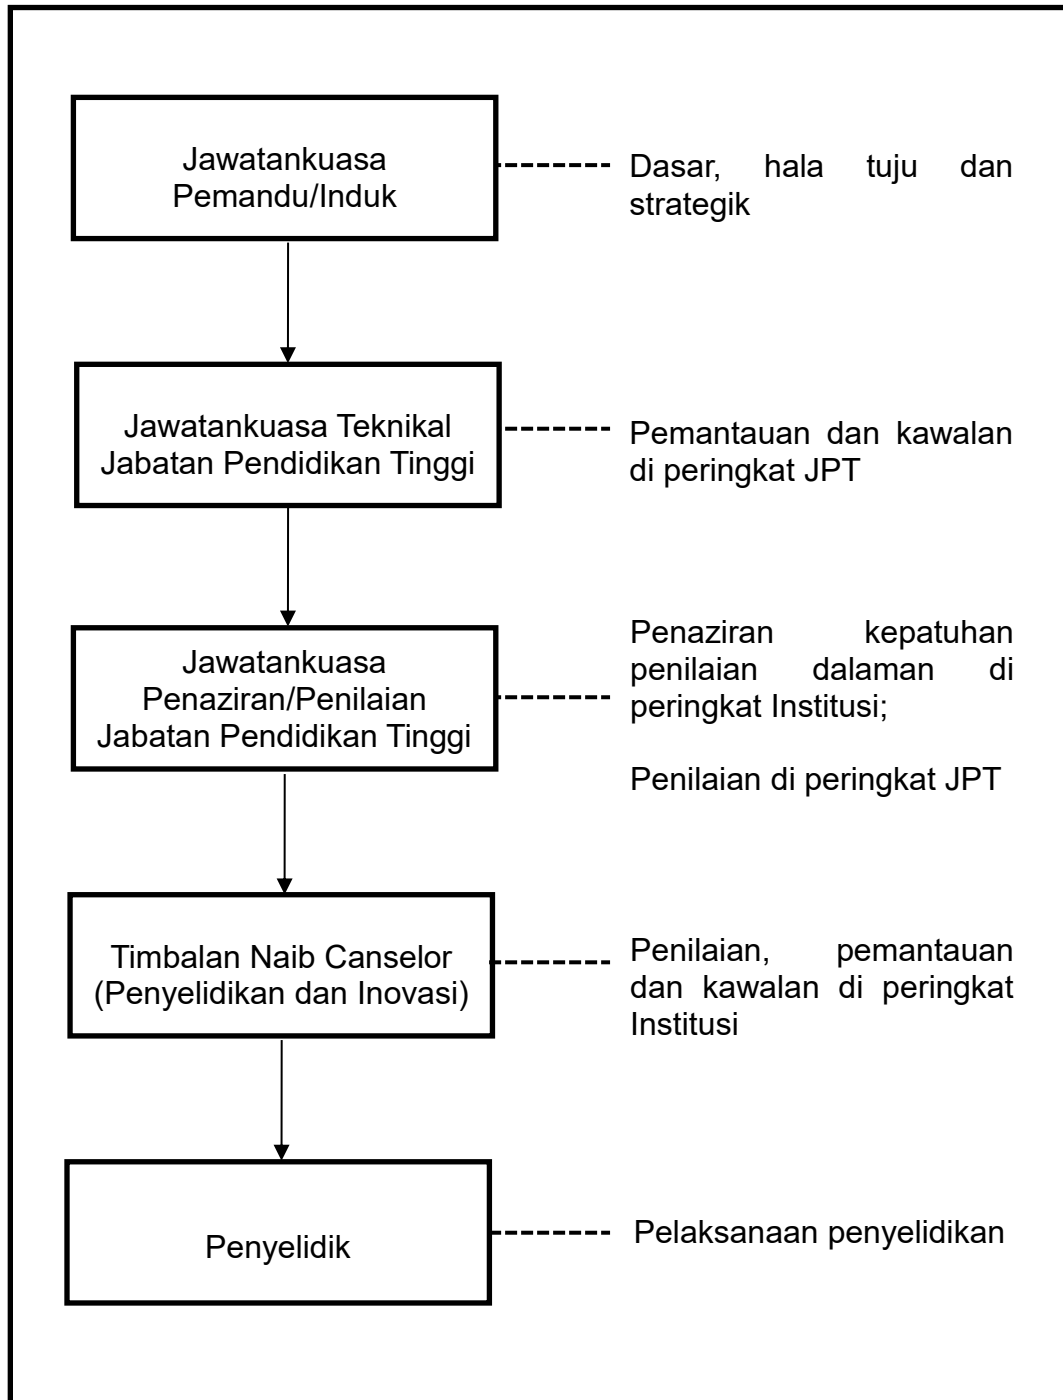 Jawatankuasa
Pemandu/Induk
Dasar, hala tuju dan
strategik
Jawatankuasa Teknikal
Jabatan Pendidikan Tinggi
Pemantauan dan kawalan
di peringkat JPT
Jawatankuasa
Penaziran/Penilaian
Jabatan Pendidikan Tinggi
Penaziran kepatuhan
penilaian dalaman di
peringkat Institusi;
Penilaian di peringkat JPT
Timbalan Naib Canselor
(Penyelidikan dan Inovasi)
Penilaian, pemantauan
dan kawalan di peringkat
Institusi
Penyelidik
Pelaksanaan penyelidikan